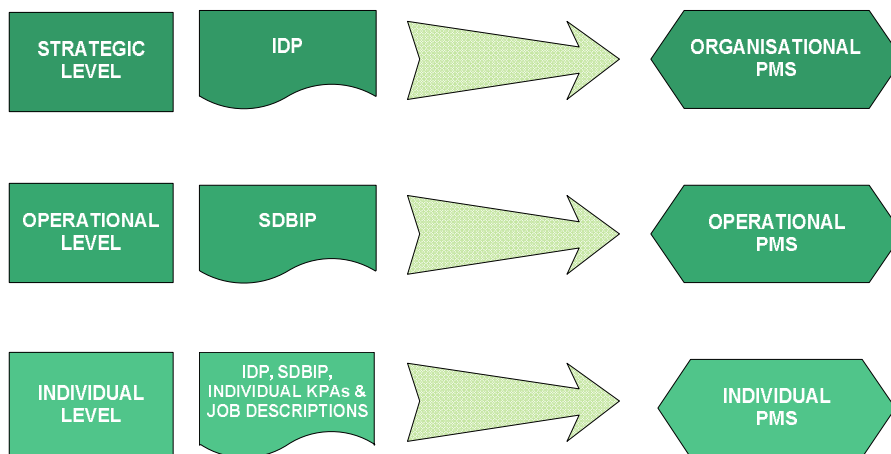 STRATEGIC
LEVEL
IDP
ORGANISATIONAL
PMS
OPERATIONAL
LEVEL
SDBIP
OPERATIONAL
PMS
INDIVIDUAL
LEVEL
IDP, SDBIP,
INDIVIDUAL KPAs &
JOB DESCRIPTIONS
INDIVIDUAL
PMS